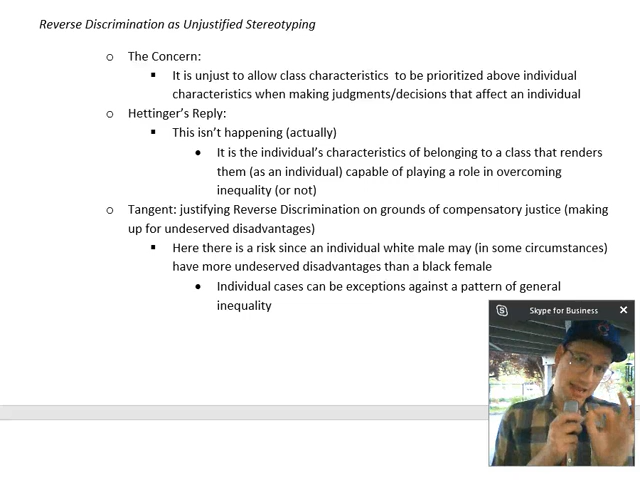 Reverse Discrimination as Unjustified Stereotyping
o The Concern:
▪ It is unjust to allow class characteristics to be prioritized above individual
characteristics when making judgments/decisions that affect an individual
o Hettinger's Reply:
▪ This isn't happening (actually)
• It is the individual's characteristics of belonging to a class that renders
them (as an individual) capable of playing a role in overcoming
inequality (or not)
o Tangent: justifying Reverse Discrimination on grounds of compensatory justice (making
up for undeserved disadvantages)
▪ Here there is a risk since an individual white male may (in some circumstances)
have more undeserved disadvantages than a black female
• Individual cases can be exceptions against a pattern of general
inequality
Skype for Business